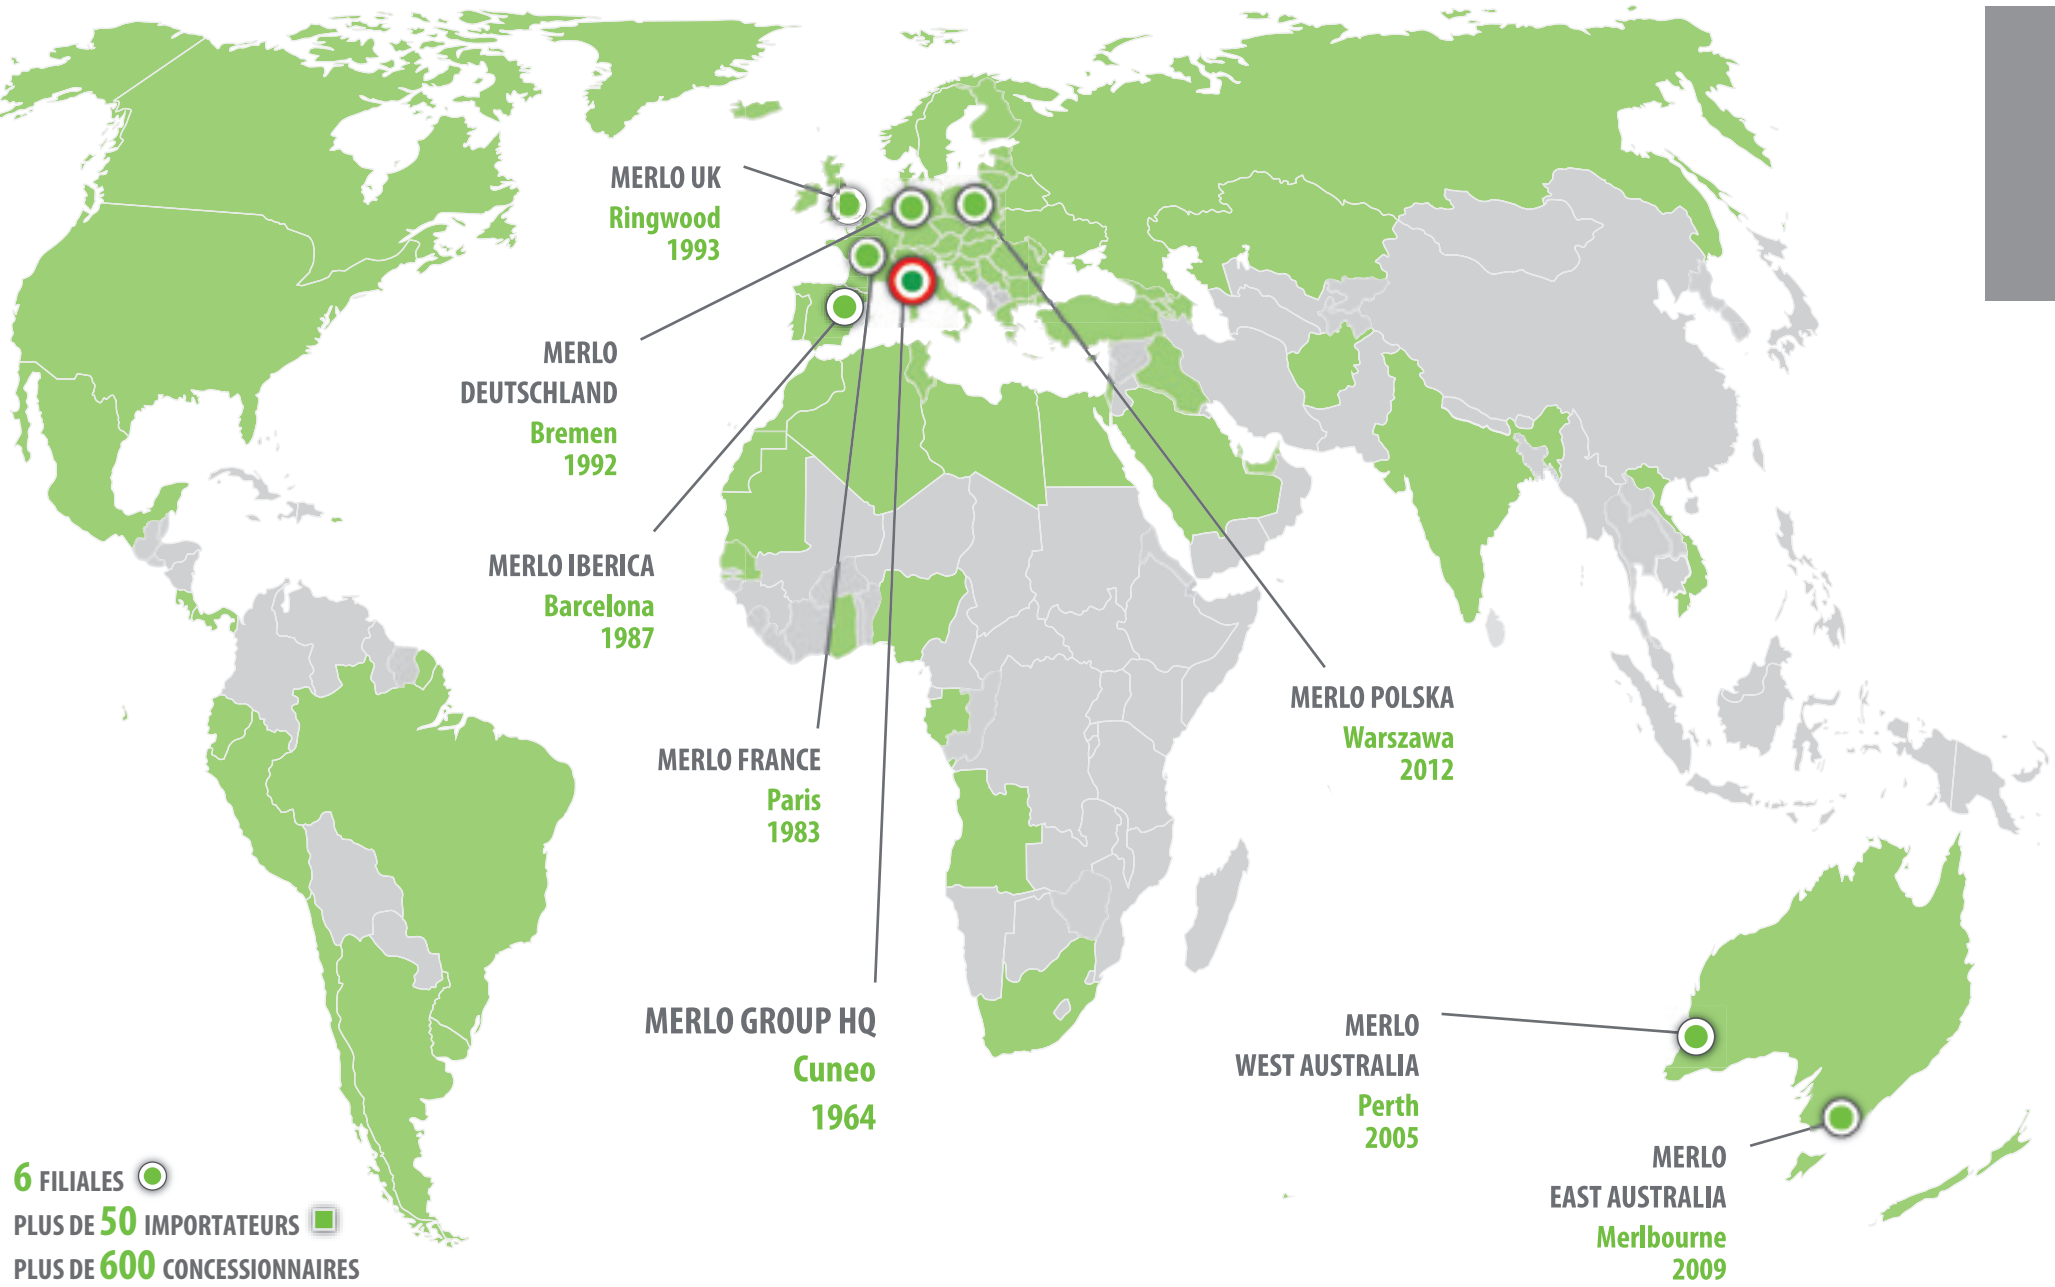 MERLO UK
Ringwood
1993
MERLO
DEUTSCHLAND
Bremen
1992
MERLO IBERICA
Barcelona
1987
MERLO FRANCE
Paris
1983
MERLO GROUP HQ
Cuneo
1964
MERLO POLSKA
Warszawa
2012
MERLO
WEST AUSTRALIA
Perth
2005
MERLO
EAST AUSTRALIA
Merlbourne
2009
6 FILIALES
PLUS DE 50 IMPORTATEURS
PLUS DE 600 CONCESSIONNAIRES